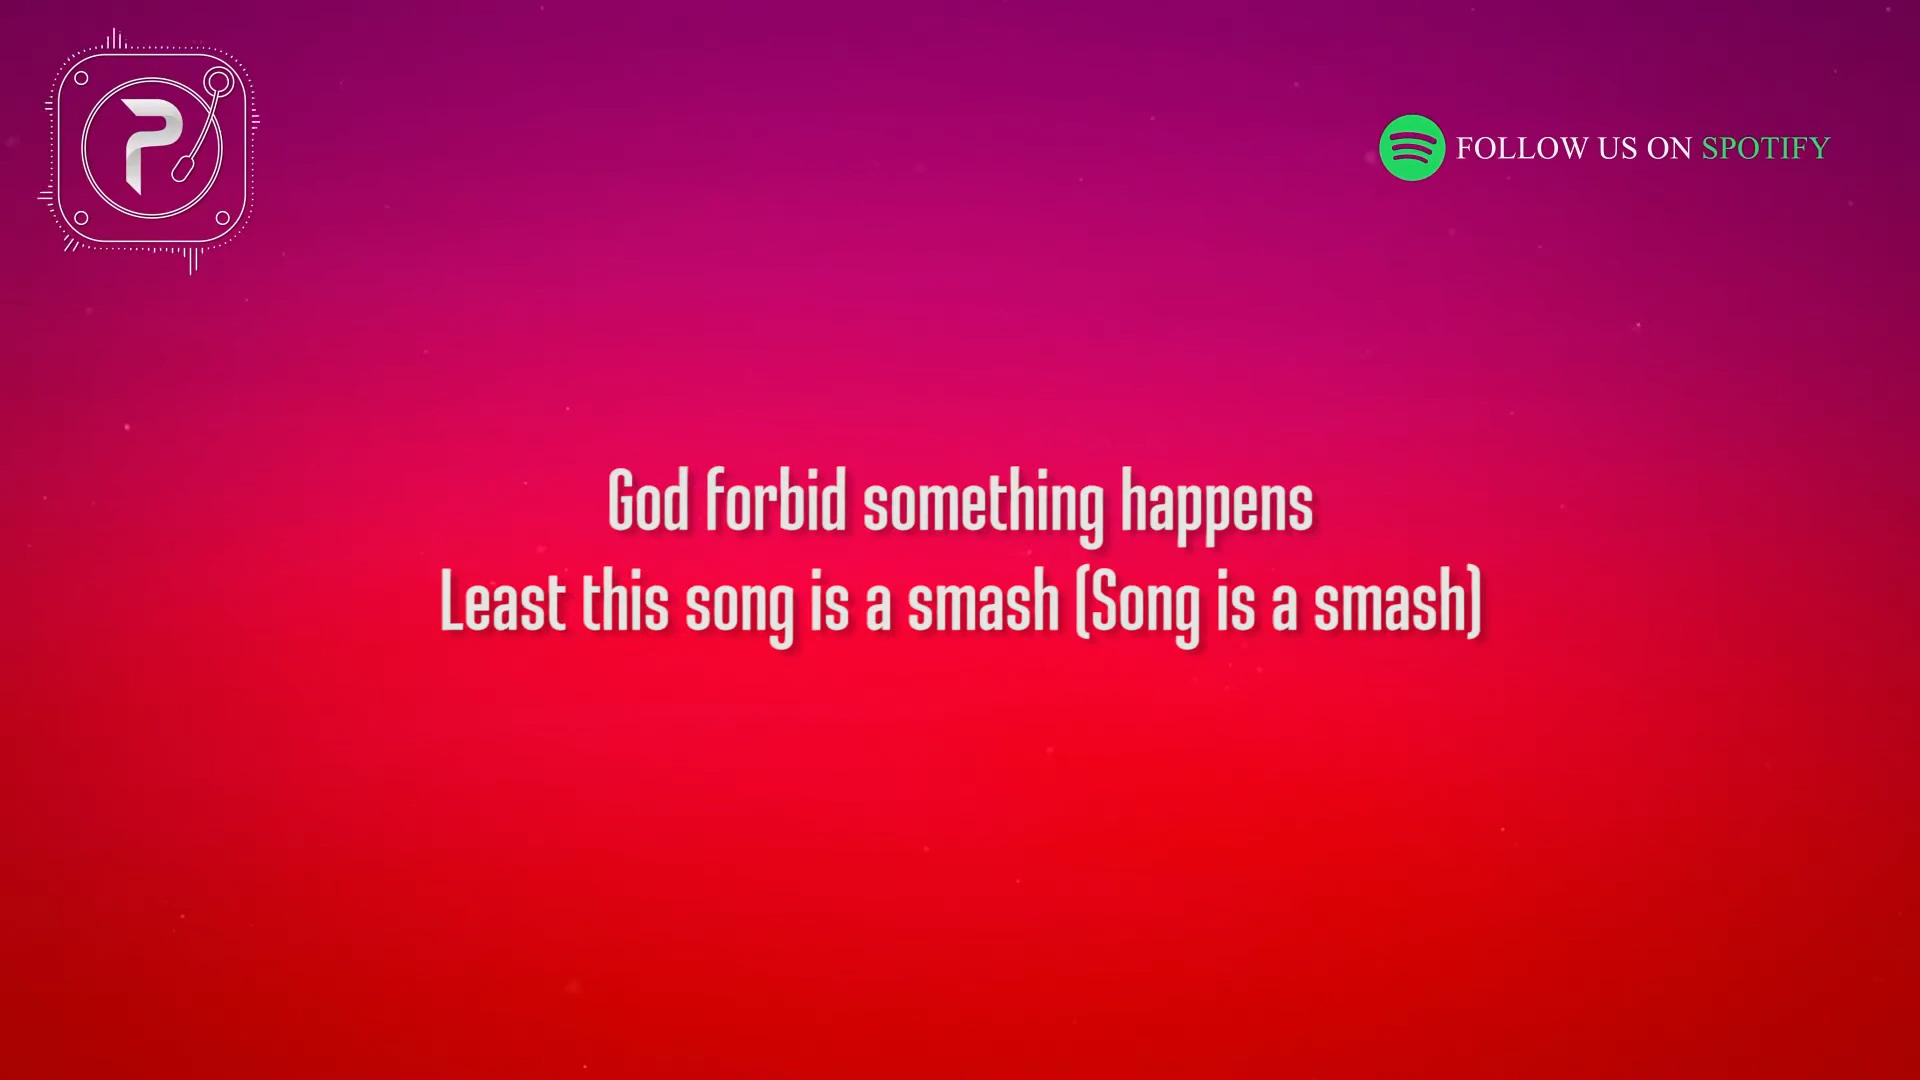 P
FOLLOW US ON SPOTIFY
God forbid something happens
Least this song is a smash (Song is a smash)